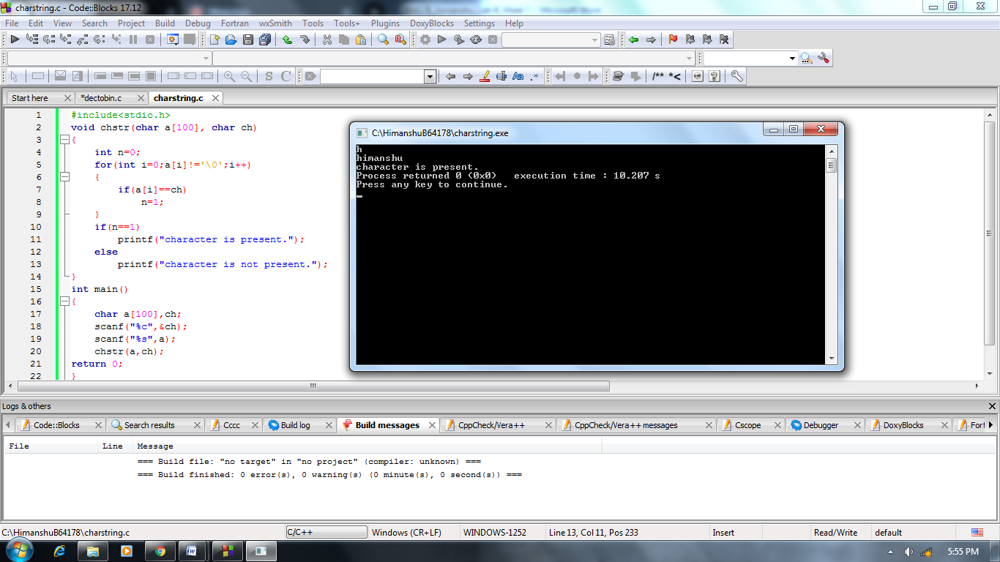 charstring.c - Code::Blocks 17.12
File Edit View Search Project Build Debug Fortran wxSmith Tools Tools+ Plugins DoxyBlocks Settings Help
S C Aa .* /** *<
Start here *dectobin.c charstring.c
1 #include<stdio.h>
2 void chstr(char a[100], char ch)
3 {
4 int n=0;
5 for(int i=0;a[i]!='\0';i++)
6 {
7 if(a[i]==ch)
8 n=1;
9 }
10 if(n==1)
11 printf("character is present.");
12 else
13 printf("character is not present.");
14 }
15 int main()
16 {
17 char a[100],ch;
18 scanf("%c",&ch);
19 scanf("%s",a);
20 chstr(a,ch);
21 return 0;
22 }
C:\HimanshuB64178\charstring.exe
h
himanshu
character is present.
Process returned 0 (0x0)   execution time : 10.207 s
Press any key to continue.
Logs & others
Code::Blocks Search results Cccc Build log Build messages CppCheck/Vera++ CppCheck/Vera++ messages Cscope Debugger DoxyBlocks Fort
File Line Message
=== Build file: "no target" in "no project" (compiler: unknown) ===
=== Build finished: 0 error(s), 0 warning(s) (0 minute(s), 0 second(s)) ===
C:\HimanshuB64178\charstring.c C/C++ Windows (CR+LF) WINDOWS-1252 Line 13, Col 11, Pos 233 Insert Read/Write default
5:55 PM